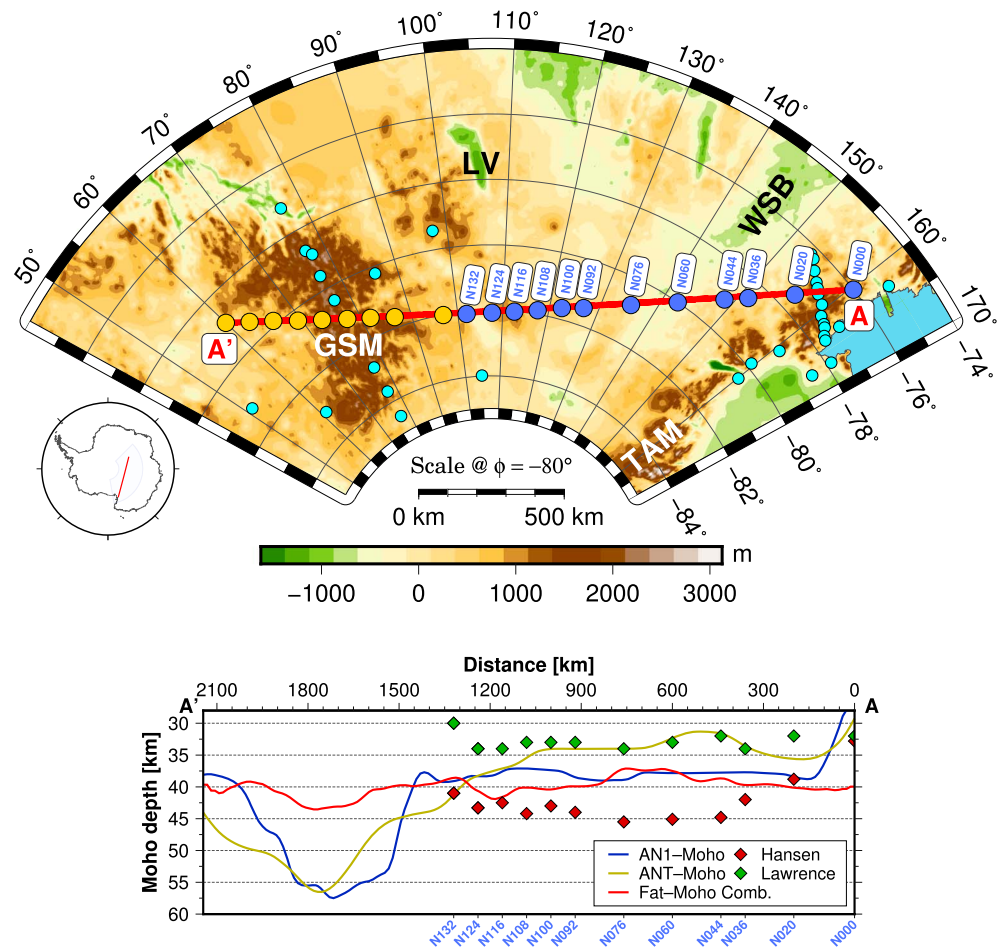 50°
60°
70°
80°
90°
100°
110°
120°
130°
140°
150°
160°
170°
−74°
−76°
−78°
−80°
−82°
−84°
LV
WSB
GSM
TAM
A'
A
N132
N124
N116
N108
N100
N092
N076
N060
N044
N036
N020
N000
Scale @ ϕ = −80°
0 km 500 km
−1000 0 1000 2000 3000 m
Distance [km]
2100 1800 1500 1200 900 600 300 0
A' A
Moho depth [km]
30
35
40
45
50
55
60
AN1–Moho Hansen
ANT–Moho Lawrence
Fat–Moho Comb.
N132 N124 N116 N108 N100 N092 N076 N060 N044 N036 N020 N000